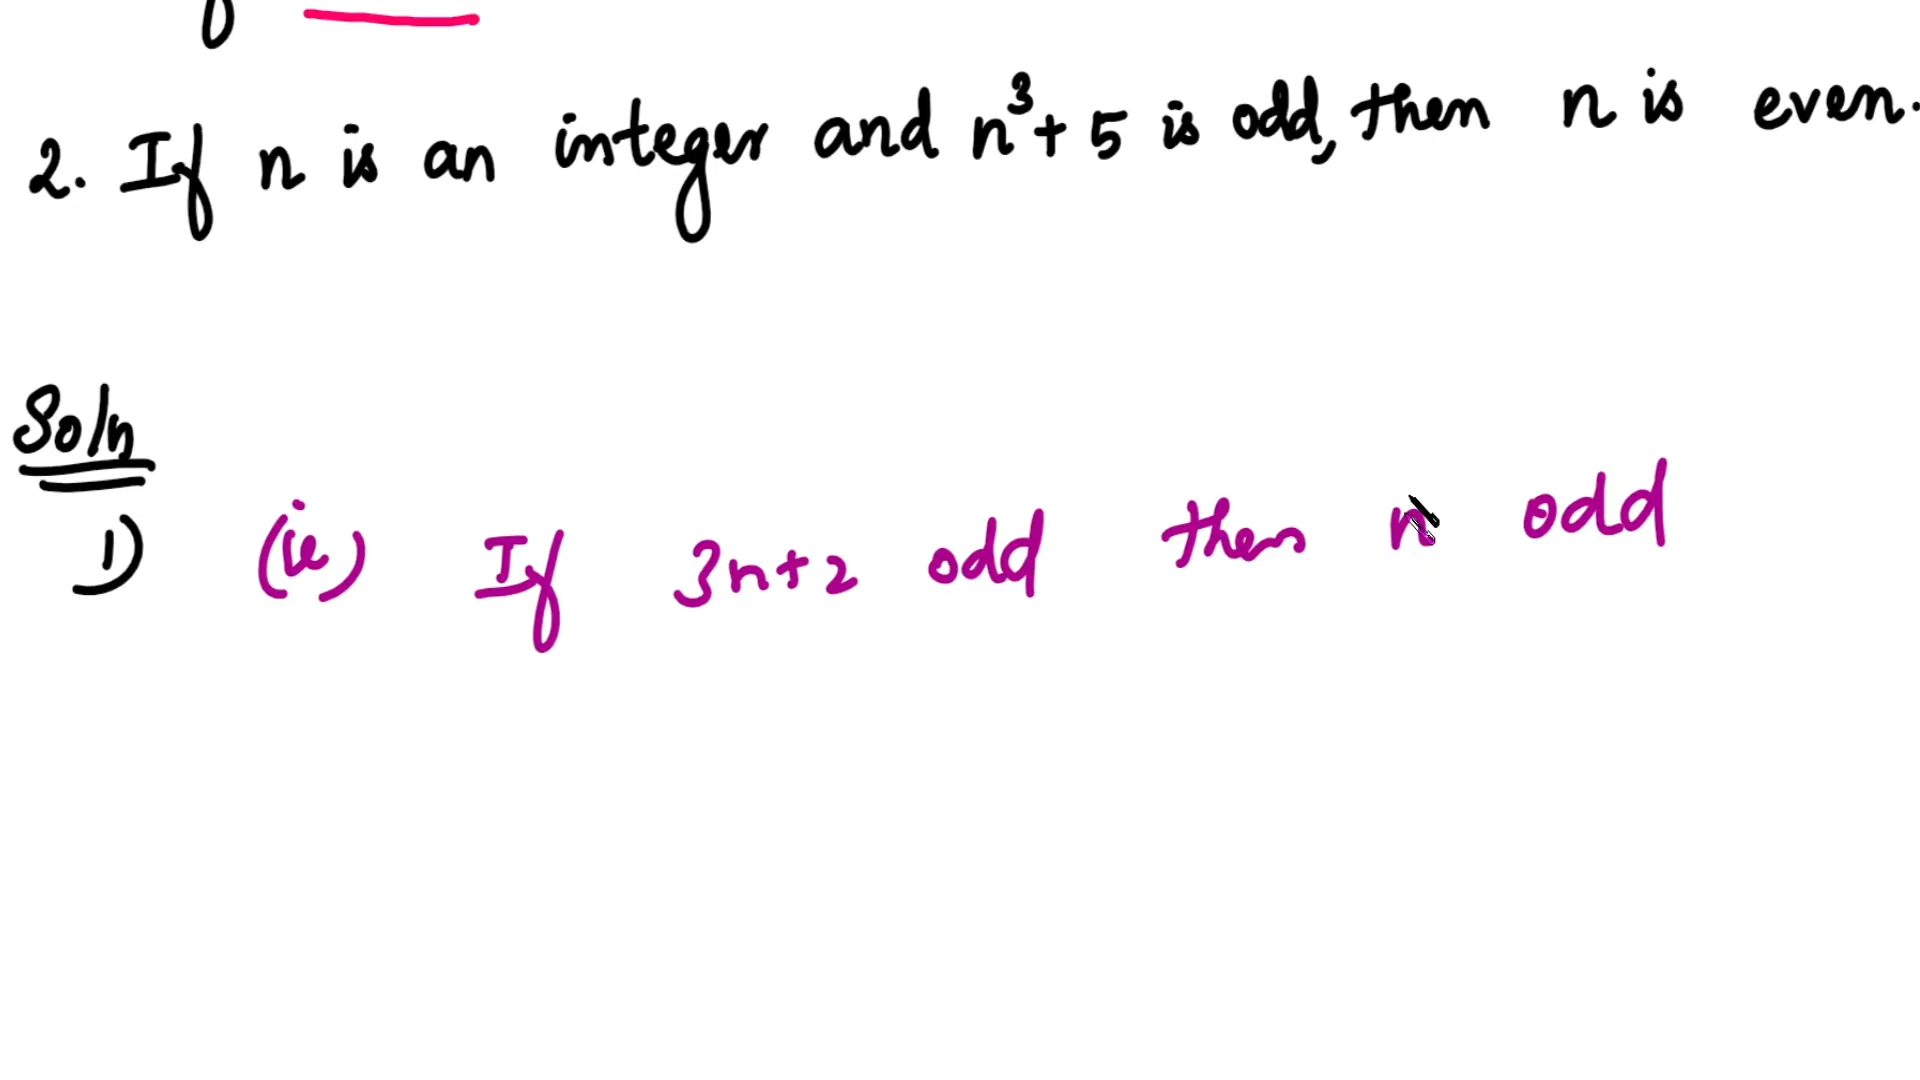 2. If n is an integer and n³+5 is odd, then n is even.
Soln
1) (ie) If 3n+2 odd then n odd